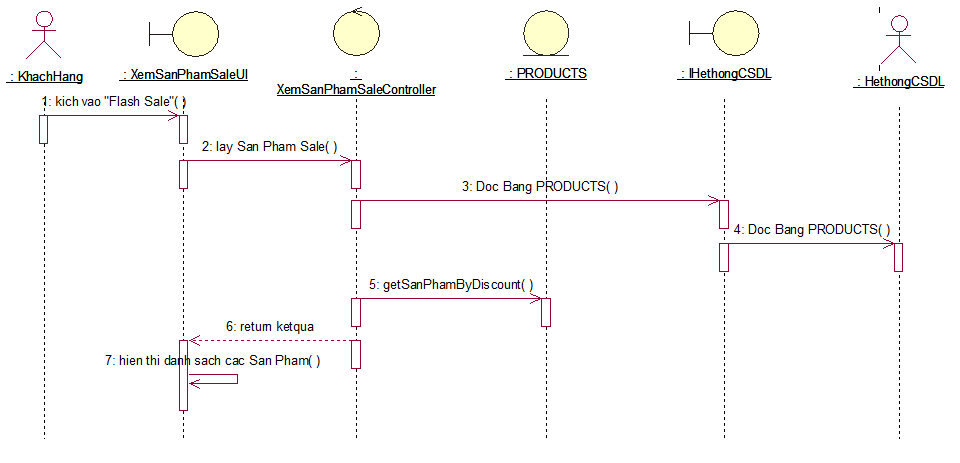 : KhachHang
: XemSanPhamSaleUI
:
XemSanPhamSaleController
: PRODUCTS
: IHethongCSDL
: HethongCSDL
1: kich vao "Flash Sale"( )
2: lay San Pham Sale( )
3: Doc Bang PRODUCTS( )
4: Doc Bang PRODUCTS( )
5: getSanPhamByDiscount( )
6: return ketqua
7: hien thi danh sach cac San Pham( )